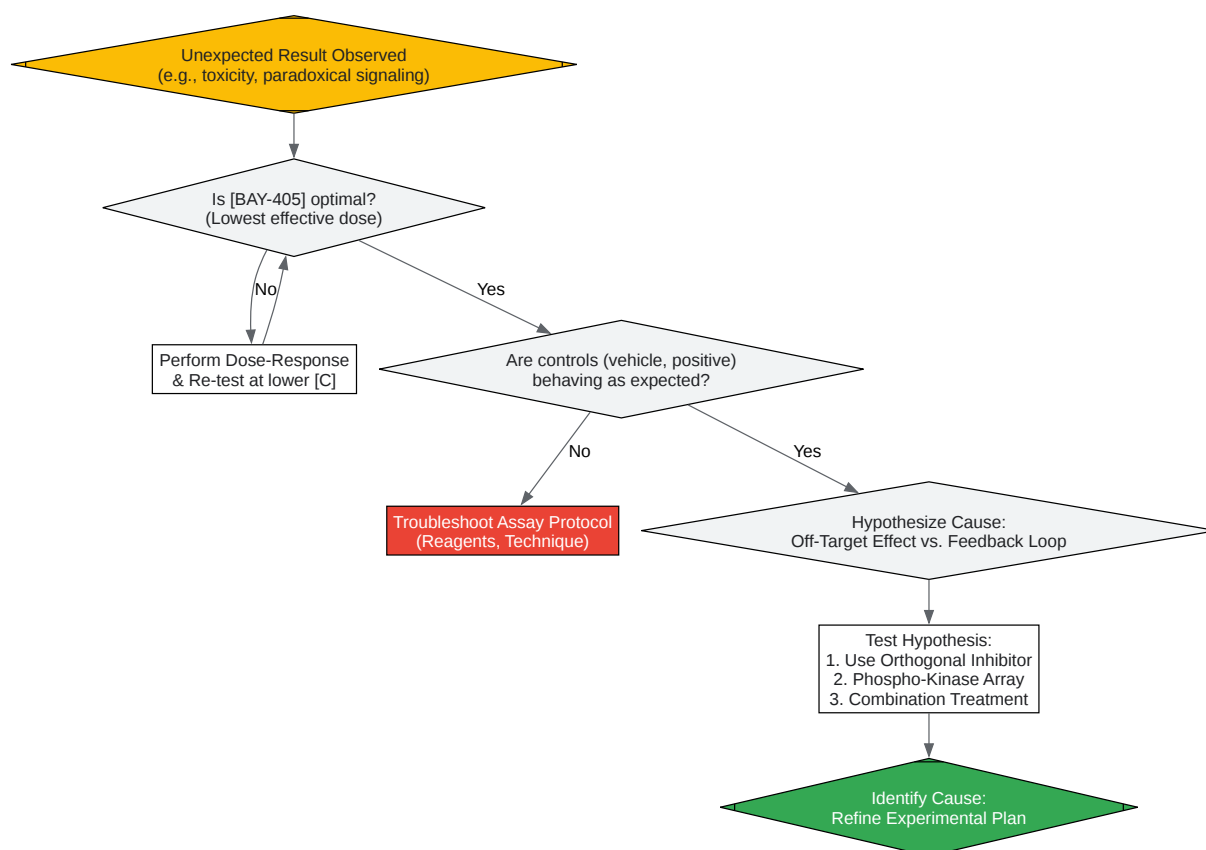 Unexpected Result Observed
(e.g., toxicity, paradoxical signaling)
Is [BAY-405] optimal?
(Lowest effective dose)
No
Yes
Perform Dose-Response
& Re-test at lower [C]
Are controls (vehicle, positive)
behaving as expected?
No
Yes
Troubleshoot Assay Protocol
(Reagents, Technique)
Hypothesize Cause:
Off-Target Effect vs. Feedback Loop
Test Hypothesis:
1. Use Orthogonal Inhibitor
2. Phospho-Kinase Array
3. Combination Treatment
Identify Cause:
Refine Experimental Plan